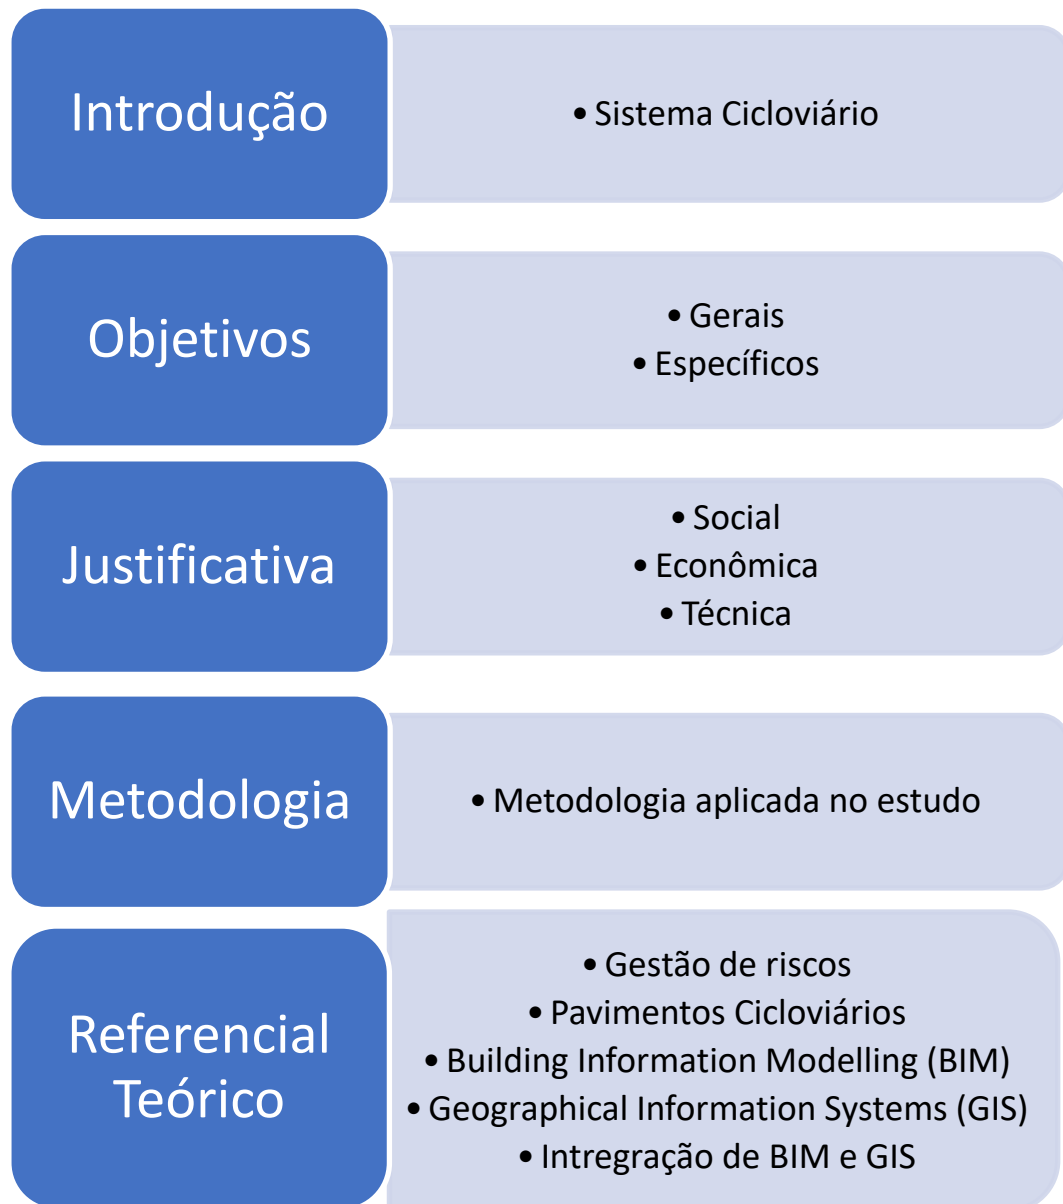 Introdução
• Sistema Cicloviário
Objetivos
• Gerais
• Específicos
Justificativa
• Social
• Econômica
• Técnica
Metodologia
• Metodologia aplicada no estudo
Referencial
Teórico
• Gestão de riscos
• Pavimentos Cicloviários
• Building Information Modelling (BIM)
• Geographical Information Systems (GIS)
• Intregração de BIM e GIS